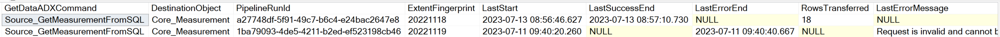 GetDataADXCommand DestinationObject PipelineRunId ExtentFingerprint LastStart LastSuccessEnd LastErrorEnd RowsTransferred LastErrorMessage
Source_GetMeasurementFromSQL Core_Measurement a27748df-5f91-49c7-b6c4-e24bac2647e8 20221118 2023-07-13 08:56:46.627 2023-07-13 08:57:10.730 NULL 18 NULL
Source_GetMeasurementFromSQL Core_Measurement 1ba79093-4de5-4211-b2ed-ef523198cb46 20221119 2023-07-11 09:40:20.260 NULL 2023-07-11 09:40:40.667 NULL Request is invalid and cannot